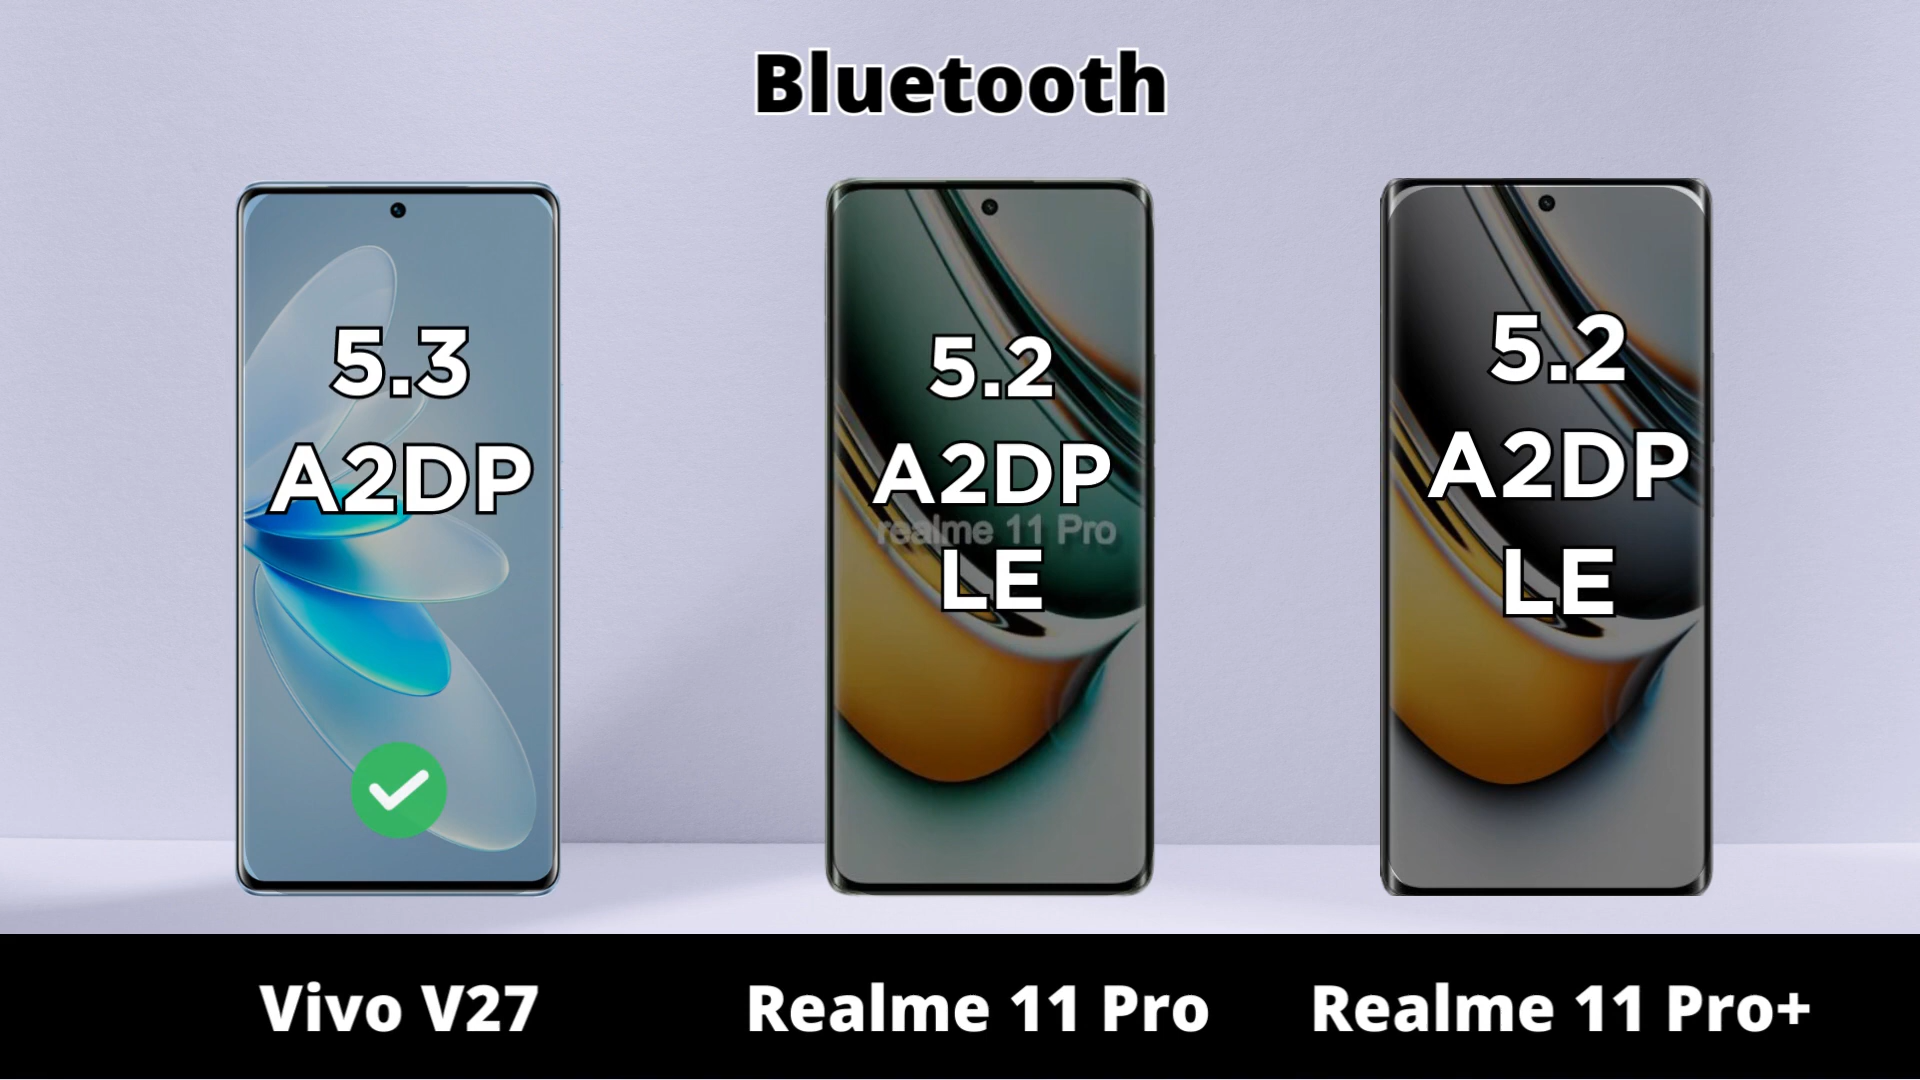 Bluetooth
5.3
A2DP
5.2
A2DP
realme 11 Pro
LE
5.2
A2DP
LE
Vivo V27
Realme 11 Pro
Realme 11 Pro+